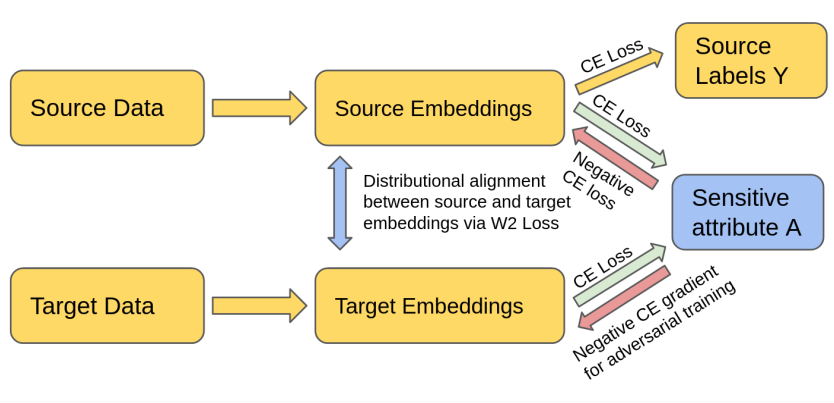 Source Data
Source Embeddings
CE Loss
Source
Labels Y
CE Loss
Negative
CE loss
Distributional alignment
between source and target
embeddings via W2 Loss
Sensitive
attribute A
Target Data
Target Embeddings
CE Loss
Negative CE gradient
for adversarial training